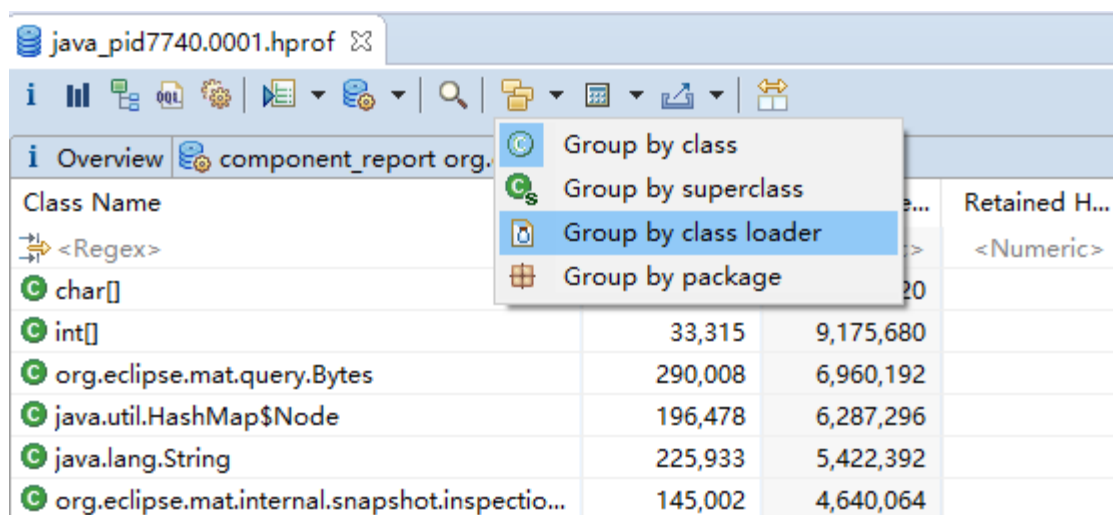 java_pid7740.0001.hprof
i OQL
i Overview component_report org.
Group by class
Group by superclass
Group by class loader
Group by package
Class Name e... Retained H...
<Regex> <Numeric>
char[] 20
int[] 33,315 9,175,680
org.eclipse.mat.query.Bytes 290,008 6,960,192
java.util.HashMap$Node 196,478 6,287,296
java.lang.String 225,933 5,422,392
org.eclipse.mat.internal.snapshot.inspectio... 145,002 4,640,064